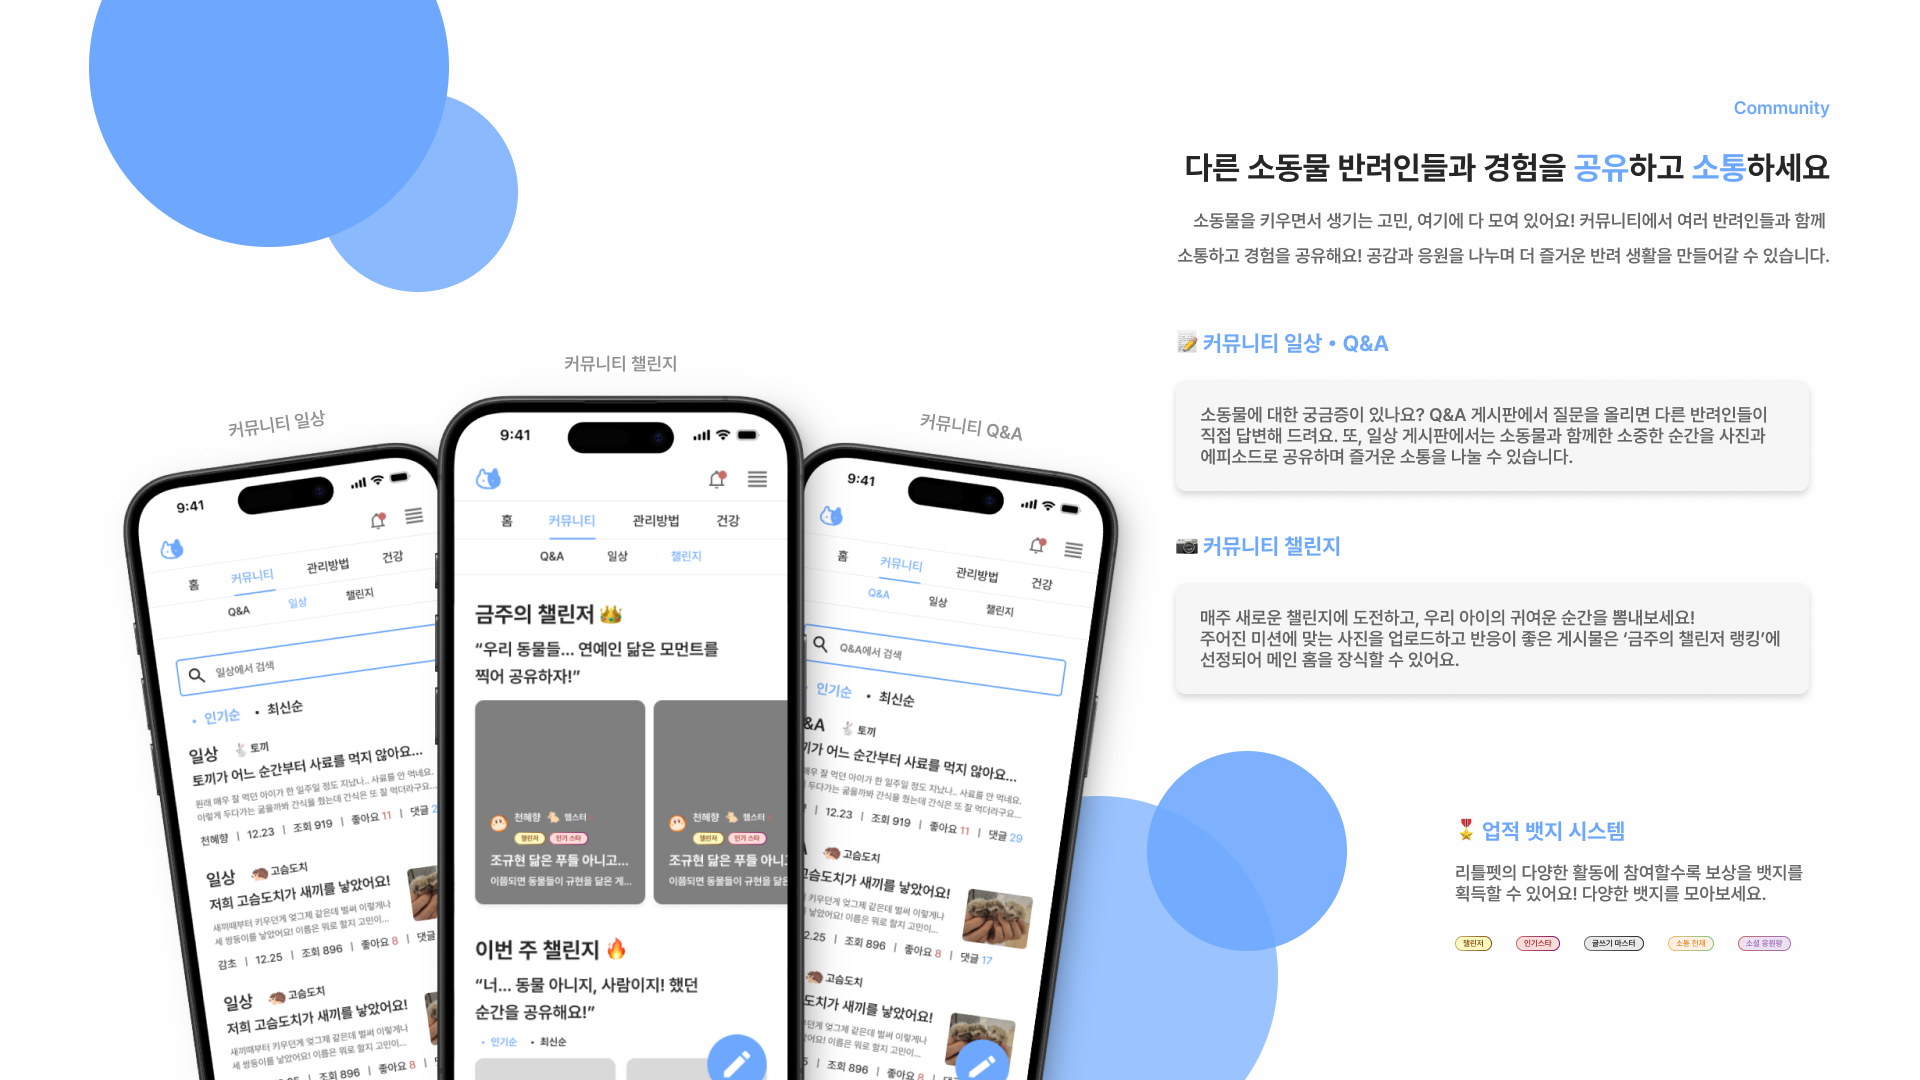 Community
다른 소동물 반려인들과 경험을 공유하고 소통하세요
소동물을 키우면서 생기는 고민, 여기에 다 모여 있어요! 커뮤니티에서 여러 반려인들과 함께
소통하고 경험을 공유해요! 공감과 응원을 나누며 더 즐거운 반려 생활을 만들어갈 수 있습니다.
📝 커뮤니티 일상 • Q&A
소동물에 대한 궁금증이 있나요? Q&A 게시판에서 질문을 올리면 다른 반려인들이
직접 답변해 드려요. 또, 일상 게시판에서는 소동물과 함께한 소중한 순간을 사진과
에피소드로 공유하며 즐거운 소통을 나눌 수 있습니다.
📷 커뮤니티 챌린지
매주 새로운 챌린지에 도전하고, 우리 아이의 귀여운 순간을 뽐내보세요!
주어진 미션에 맞는 사진을 업로드하고 반응이 좋은 게시물은 ‘금주의 챌린저 랭킹’에
선정되어 메인 홈을 장식할 수 있어요.
🎖️ 업적 뱃지 시스템
리틀펫의 다양한 활동에 참여할수록 보상을 뱃지를
획득할 수 있어요! 다양한 뱃지를 모아보세요.
챌린저 인기스타 글쓰기 마스터 소통 천재 소셜 응원왕
커뮤니티 일상
9:41
홈 커뮤니티 관리방법 건강
Q&A 일상 챌린지
일상에서 검색
• 인기순 • 최신순
일상 토끼
토끼가 어느 순간부터 사료를 먹지 않아요...
원래 매우 잘 먹던 아이가 한 일주일 정도 지났나.. 사료를 안 먹네요.
이렇게 두다가는 굶을까봐 간식을 줬는데 간식은 또 잘 먹더라구요...
천혜향 | 12.23 | 조회 919 | 좋아요 11 | 댓글 2
일상 고슴도치
저희 고슴도치가 새끼를 낳았어요!
새끼때부터 키우던게 엊그제 같은데 벌써 이렇게나
세 쌍둥이를 낳았어요! 이름은 뭐로 할지 고민이...
감초 | 12.25 | 조회 896 | 좋아요 8 | 댓글
일상 고슴도치
저희 고슴도치가 새끼를 낳았어요!
새끼때부터 키우던게 엊그제 같은데 벌써 이렇게나
세 쌍둥이를 낳았어요! 이름은 뭐로 할지 고민이...
조회 896 | 좋아요 8 |
커뮤니티 챌린지
9:41
홈 커뮤니티 관리방법 건강
Q&A 일상 챌린지
금주의 챌린저 👑
“우리 동물들... 연예인 닮은 모먼트를
찍어 공유하자!”
천혜향 햄스터
챌린저 인기 스타
조규현 닮은 푸들 아니고...
이쯤되면 동물들이 규현을 닮은 게...
천혜향 햄스터
챌린저 인기 스타
조규현 닮은 푸들 아니
이쯤되면 동물들이 규현을 닮은
이번 주 챌린지 🔥
“너... 동물 아니지, 사람이지! 했던
순간을 공유해요!”
• 인기순 • 최신순
커뮤니티 Q&A
9:41
홈 커뮤니티 관리방법 건강
Q&A 일상 챌린지
Q&A에서 검색
인기순 • 최신순
&A 토끼
끼가 어느 순간부터 사료를 먹지 않아요...
매우 잘 먹던 아이가 한 일주일 정도 지났나.. 사료를 안 먹네요.
두다가는 굶을까봐 간식을 줬는데 간식은 또 잘 먹더라구요...
| 12.23 | 조회 919 | 좋아요 11 | 댓글 29
고슴도치
고슴도치가 새끼를 낳았어요!
키우던게 엊그제 같은데 벌써 이렇게나
낳았어요! 이름은 뭐로 할지 고민이...
2.25 | 조회 896 | 좋아요 8 | 댓글 17
고슴도치
도치가 새끼를 낳았어요!
엊그제 같은데 벌써 이렇게나
이름은 뭐로 할지 고민이...
| 조회 896 | 좋아요 8 |